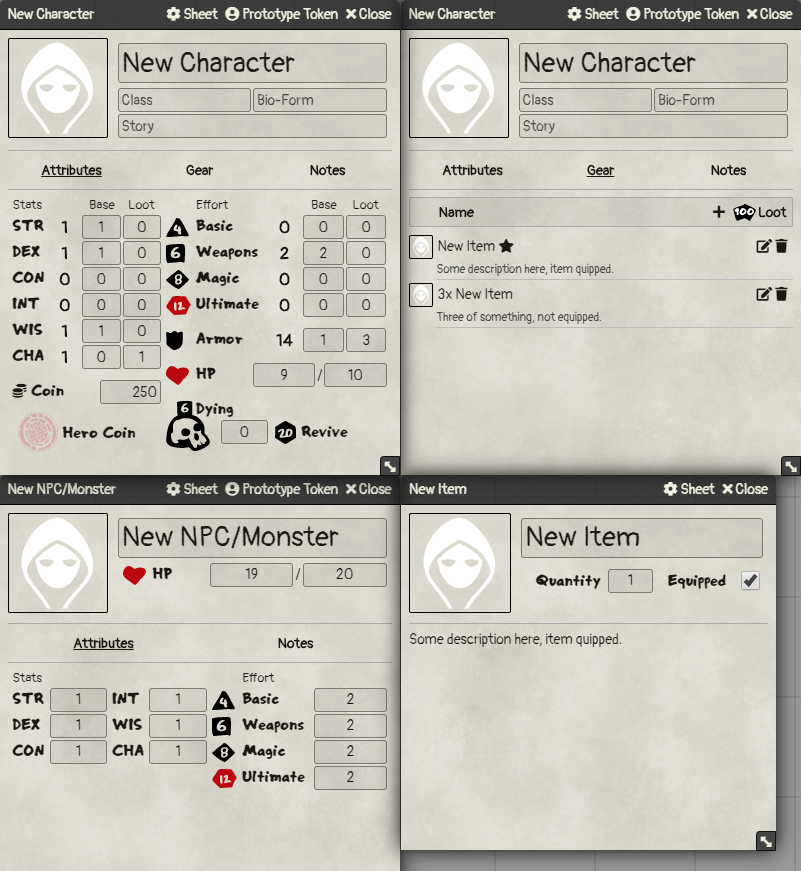 New Character Sheet Prototype Token Close
New Character
Class Bio-Form
Story
Attributes Gear Notes
Stats Base Loot Effort Base Loot
STR 1 1 0 4 Basic 0 0 0
DEX 1 1 0 6 Weapons 2 2 0
CON 0 0 0 8 Magic 0 0 0
INT 0 0 0 12 Ultimate 0 0 0
WIS 1 1 0 Armor 14 1 3
CHA 1 0 1 HP 9 / 10
Coin 250
6 Dying
Hero Coin 0 20 Revive
New Character Sheet Prototype Token Close
New Character
Class Bio-Form
Story
Attributes Gear Notes
Name + 100 Loot
New Item
Some description here, item quipped.
3x New Item
Three of something, not equipped.
New NPC/Monster Sheet Prototype Token Close
New NPC/Monster
HP 19 / 20
Attributes Notes
Stats Effort
STR 1 INT 1 4 Basic 2
DEX 1 WIS 1 6 Weapons 2
CON 1 CHA 1 8 Magic 2
12 Ultimate 2
New Item Sheet Close
New Item
Quantity 1 Equipped
Some description here, item quipped.